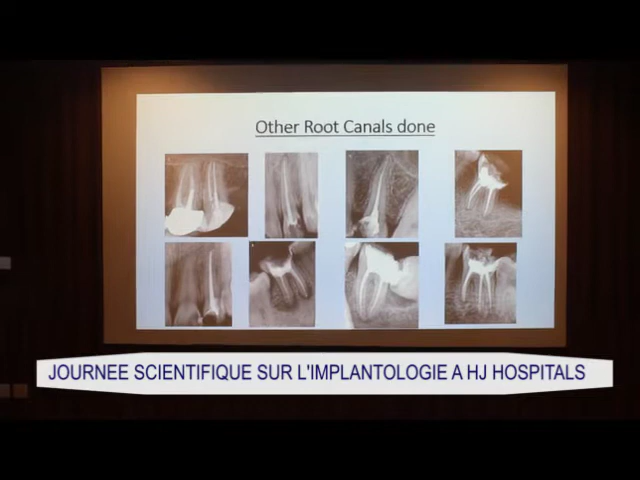 Other Root Canals done
JOURNEE SCIENTIFIQUE SUR L'IMPLANTOLOGIE A HJ HOSPITALS